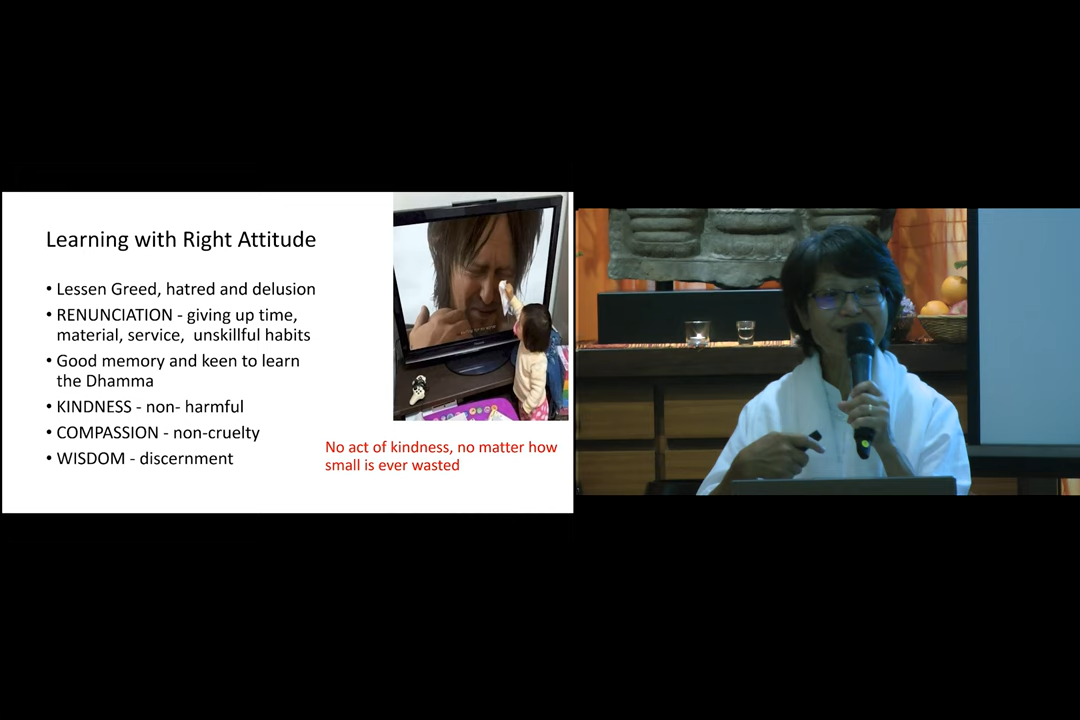 Learning with Right Attitude
• Lessen Greed, hatred and delusion
• RENUNCIATION - giving up time,
material, service, unskillful habits
• Good memory and keen to learn
the Dhamma
• KINDNESS - non- harmful
• COMPASSION - non-cruelty
• WISDOM - discernment
No act of kindness, no matter how
small is ever wasted